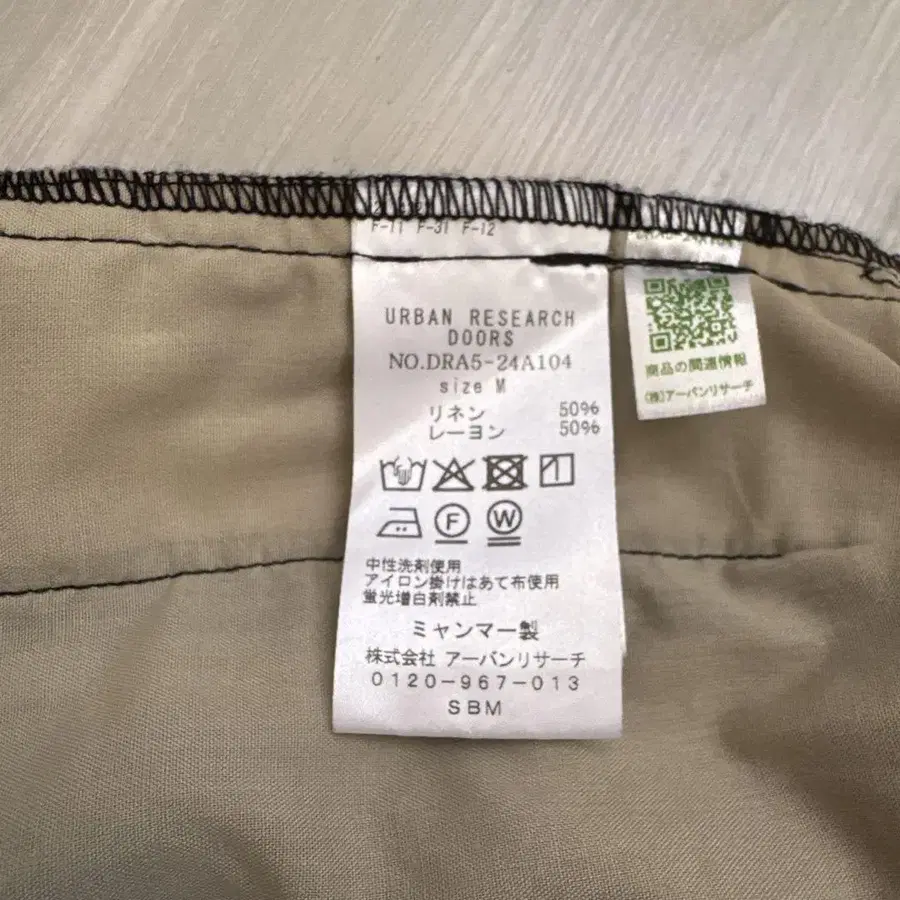 F-11 F-31 F-12
URBAN RESEARCH
DOORS
NO.DRA5-24A104
size M
リネン 50%
レーヨン 50%
F W
中性洗剤使用
アイロン掛けはあて布使用
蛍光増白剤禁止
ミャンマー製
株式会社 アーバンリサーチ
0120-967-013
SBM
DRA5-24A104
商品の関連情報
(株)アーバンリサーチ